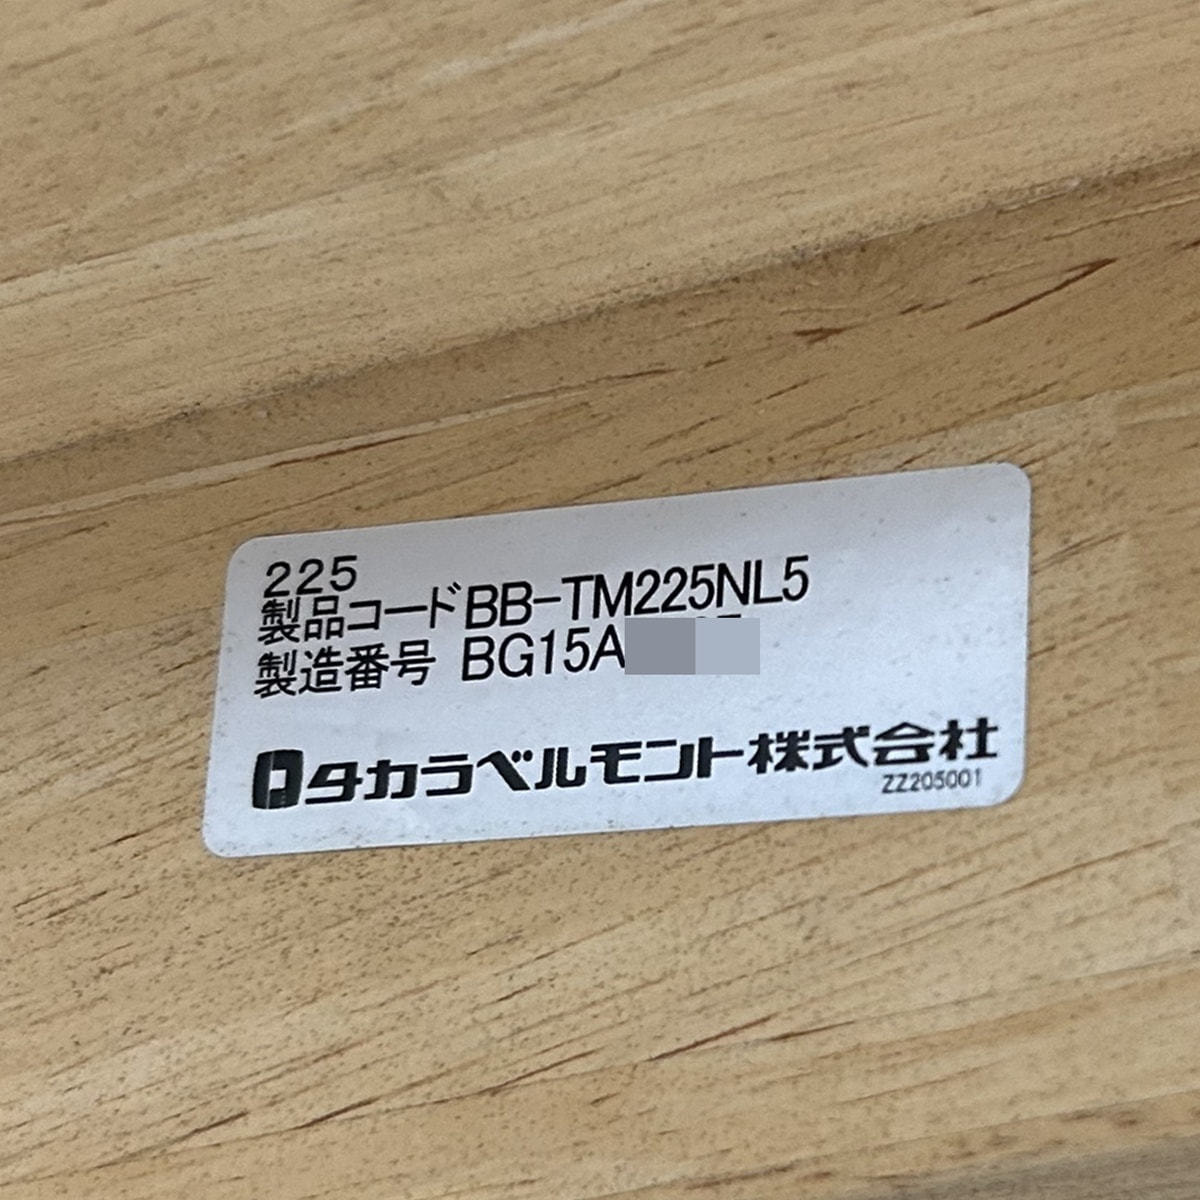 225
製品コードBB-TM225NL5
製造番号 BG15A
タカラベルモント株式会社
ZZ205001